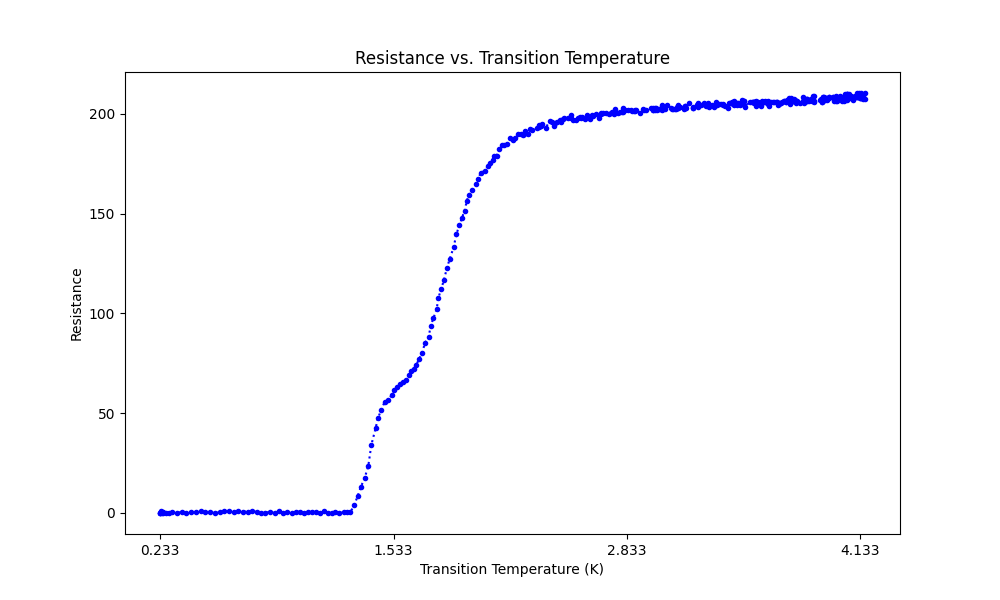 Resistance vs. Transition Temperature
200
150
100
50
0
Resistance
0.233 1.533 2.833 4.133
Transition Temperature (K)